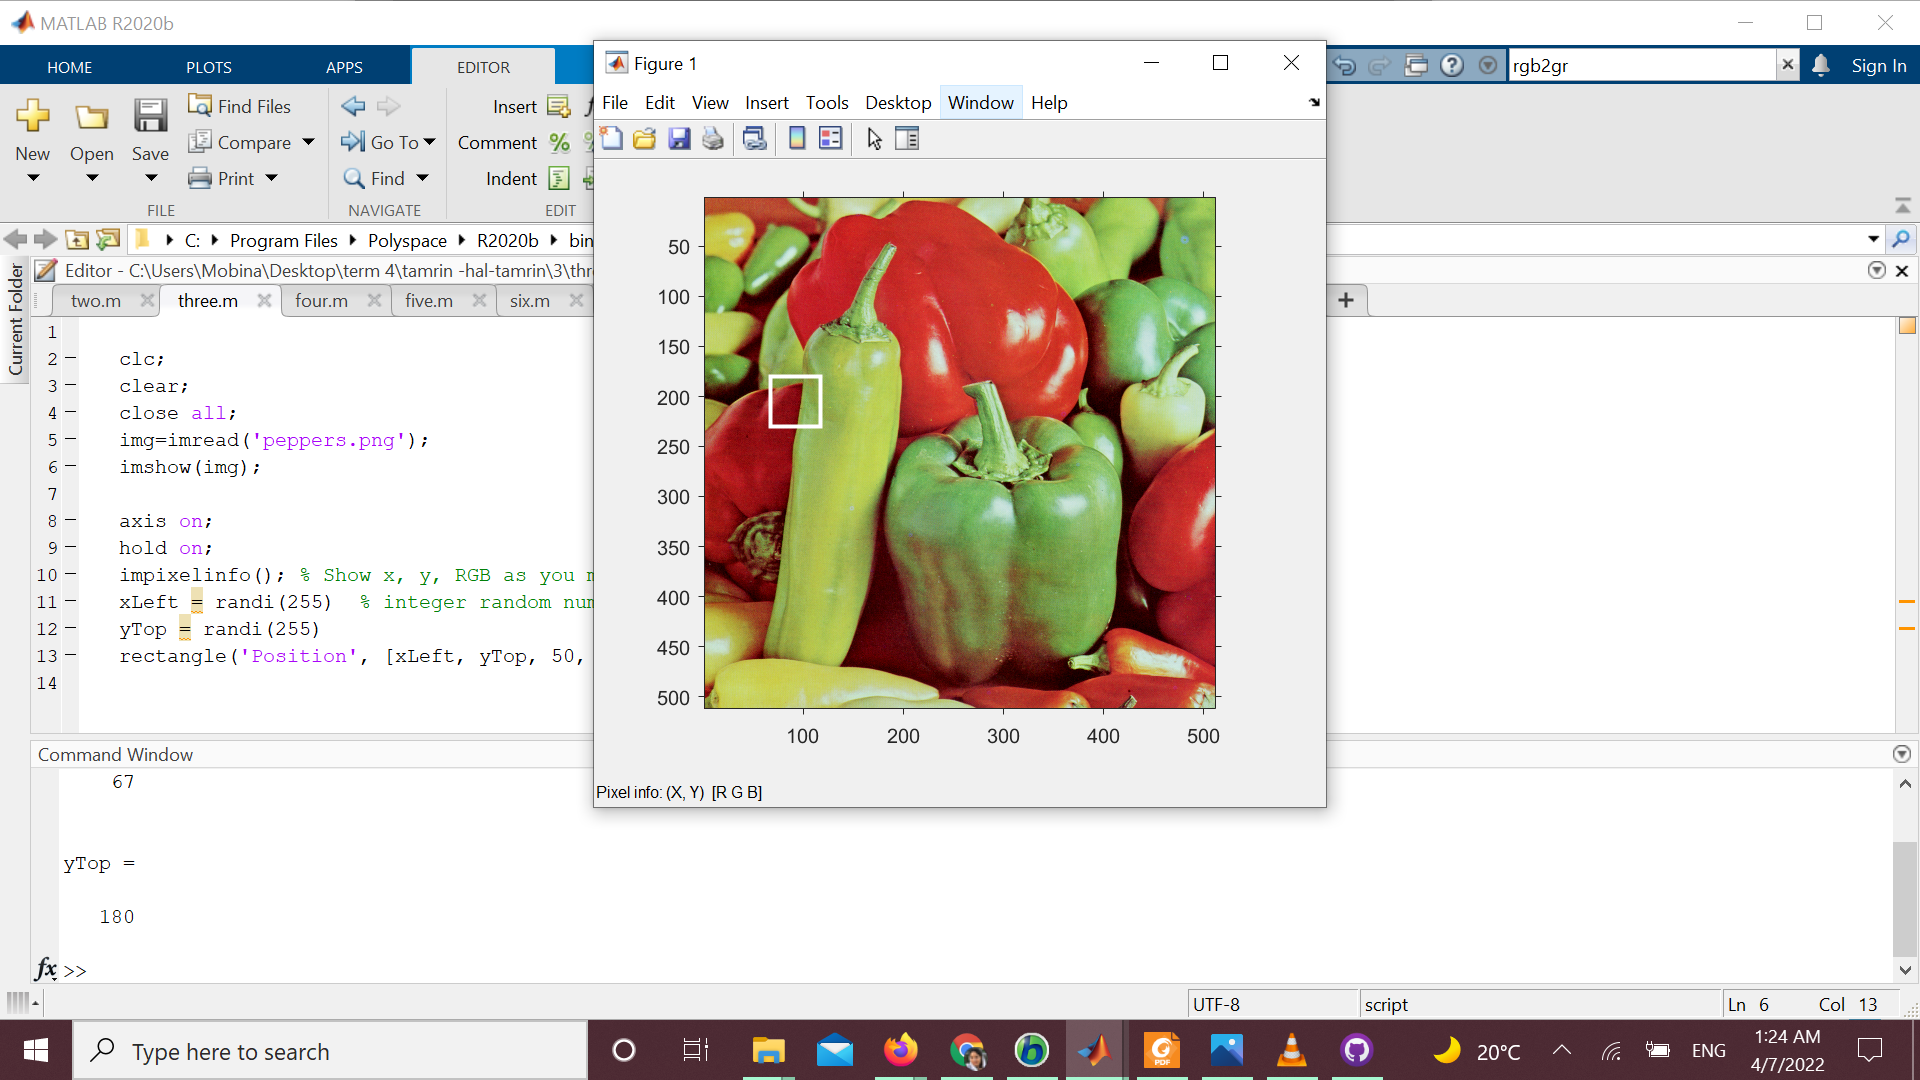 MATLAB R2020b
HOME
PLOTS
APPS
EDITOR
rgb2gr
Sign In
New
Open
Save
Find Files
Compare
Print
FILE
Go To
Find
NAVIGATE
Insert
Comment
Indent
EDIT
C:
Program Files
Polyspace
R2020b
bin
Current Folder
Editor - C:\Users\Mobina\Desktop\term 4\tamrin -hal-tamrin\3\thr
two.m
three.m
four.m
five.m
six.m
1
2 clc;
3 clear;
4 close all;
5 img=imread('peppers.png');
6 imshow(img);
7
8 axis on;
9 hold on;
10 impixelinfo(); % Show x, y, RGB as you m
11 xLeft = randi(255) % integer random num
12 yTop = randi(255)
13 rectangle('Position', [xLeft, yTop, 50,
14
Figure 1
File Edit View Insert Tools Desktop Window Help
50
100
150
200
250
300
350
400
450
500
100 200 300 400 500
Pixel info: (X, Y) [R G B]
Command Window
67
yTop =
180
fx >>
UTF-8
script
Ln 6 Col 13
Type here to search
PDF
20°C
ENG
1:24 AM
4/7/2022